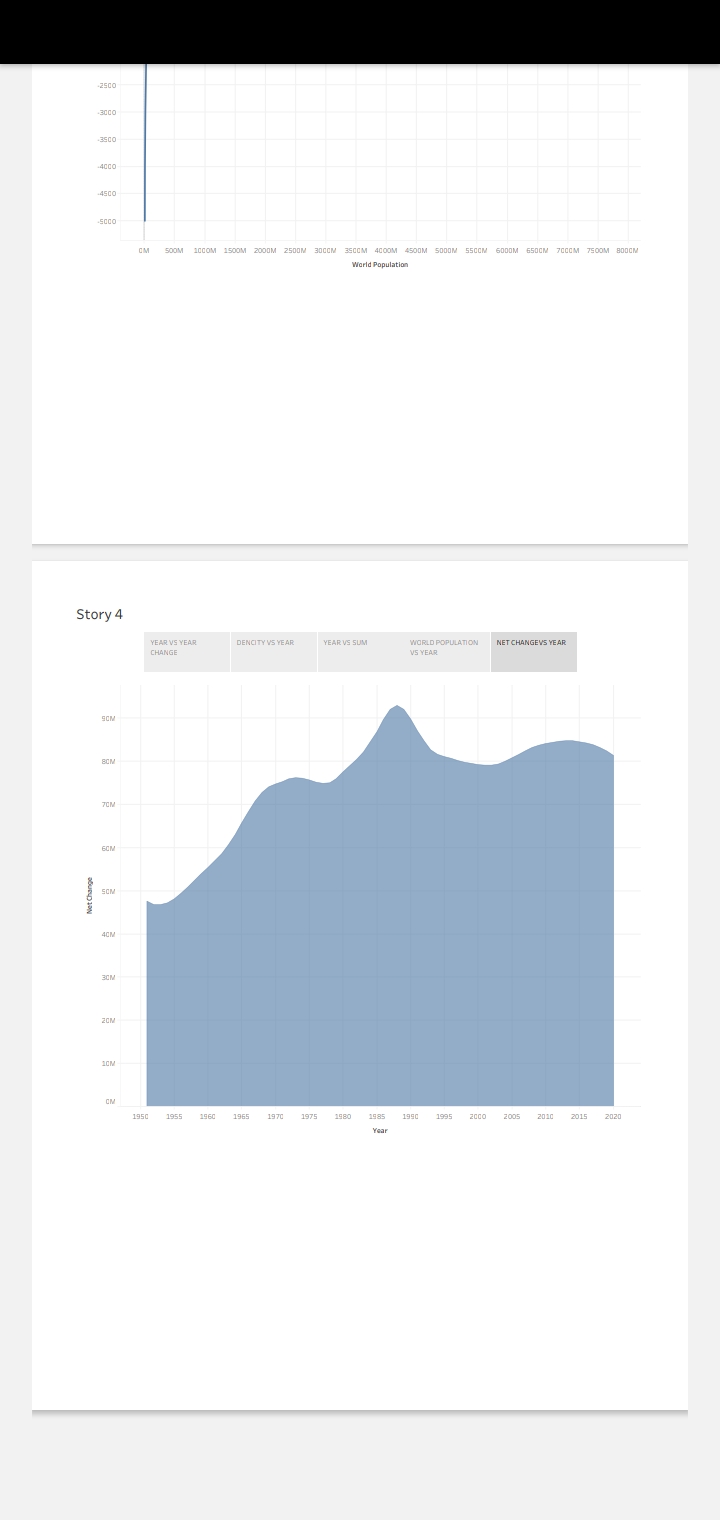 -2500
-3000
-3500
-4000
-4500
-5000
0M 500M 1000M 1500M 2000M 2500M 3000M 3500M 4000M 4500M 5000M 5500M 6000M 6500M 7000M 7500M 8000M
World Population
Story 4
YEAR VS YEAR CHANGE
DENCITY VS YEAR
YEAR VS SUM
WORLD POPULATION VS YEAR
NET CHANGE VS YEAR
90M
80M
70M
60M
50M
40M
30M
20M
10M
0M
Net Change
1950 1955 1960 1965 1970 1975 1980 1985 1990 1995 2000 2005 2010 2015 2020
Year